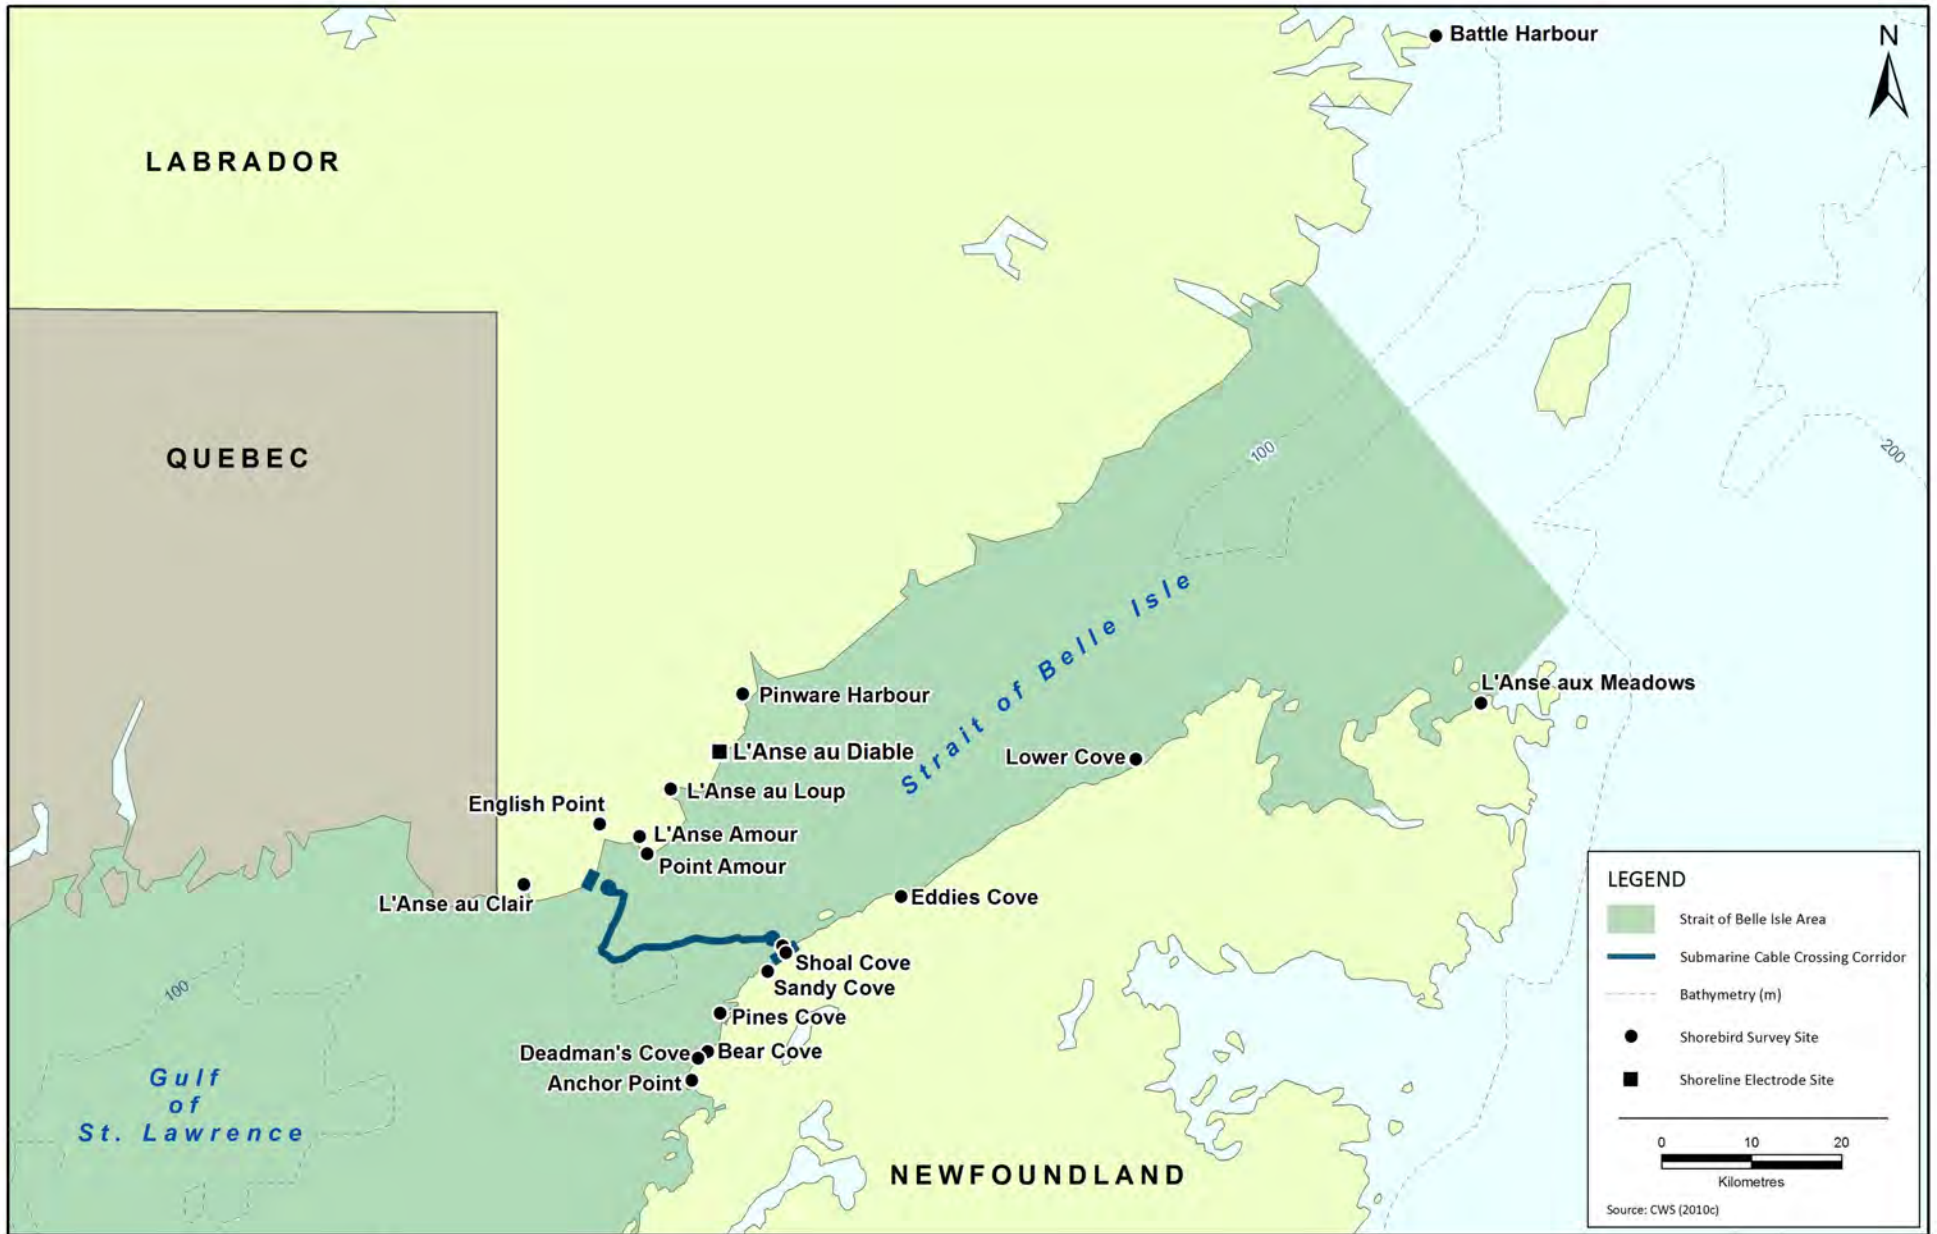 Battle Harbour
N
LABRADOR
QUEBEC
100
200
Strait of Belle Isle
L'Anse aux Meadows
Pinware Harbour
L'Anse au Diable
Lower Cove
L'Anse au Loup
English Point
L'Anse Amour
Point Amour
L'Anse au Clair
Eddies Cove
Shoal Cove
Sandy Cove
100
Pines Cove
Deadman's Cove
Bear Cove
Anchor Point
Gulf
of
St. Lawrence
NEWFOUNDLAND
LEGEND
Strait of Belle Isle Area
Submarine Cable Crossing Corridor
Bathymetry (m)
Shorebird Survey Site
Shoreline Electrode Site
0 10 20
Kilometres
Source: CWS (2010c)